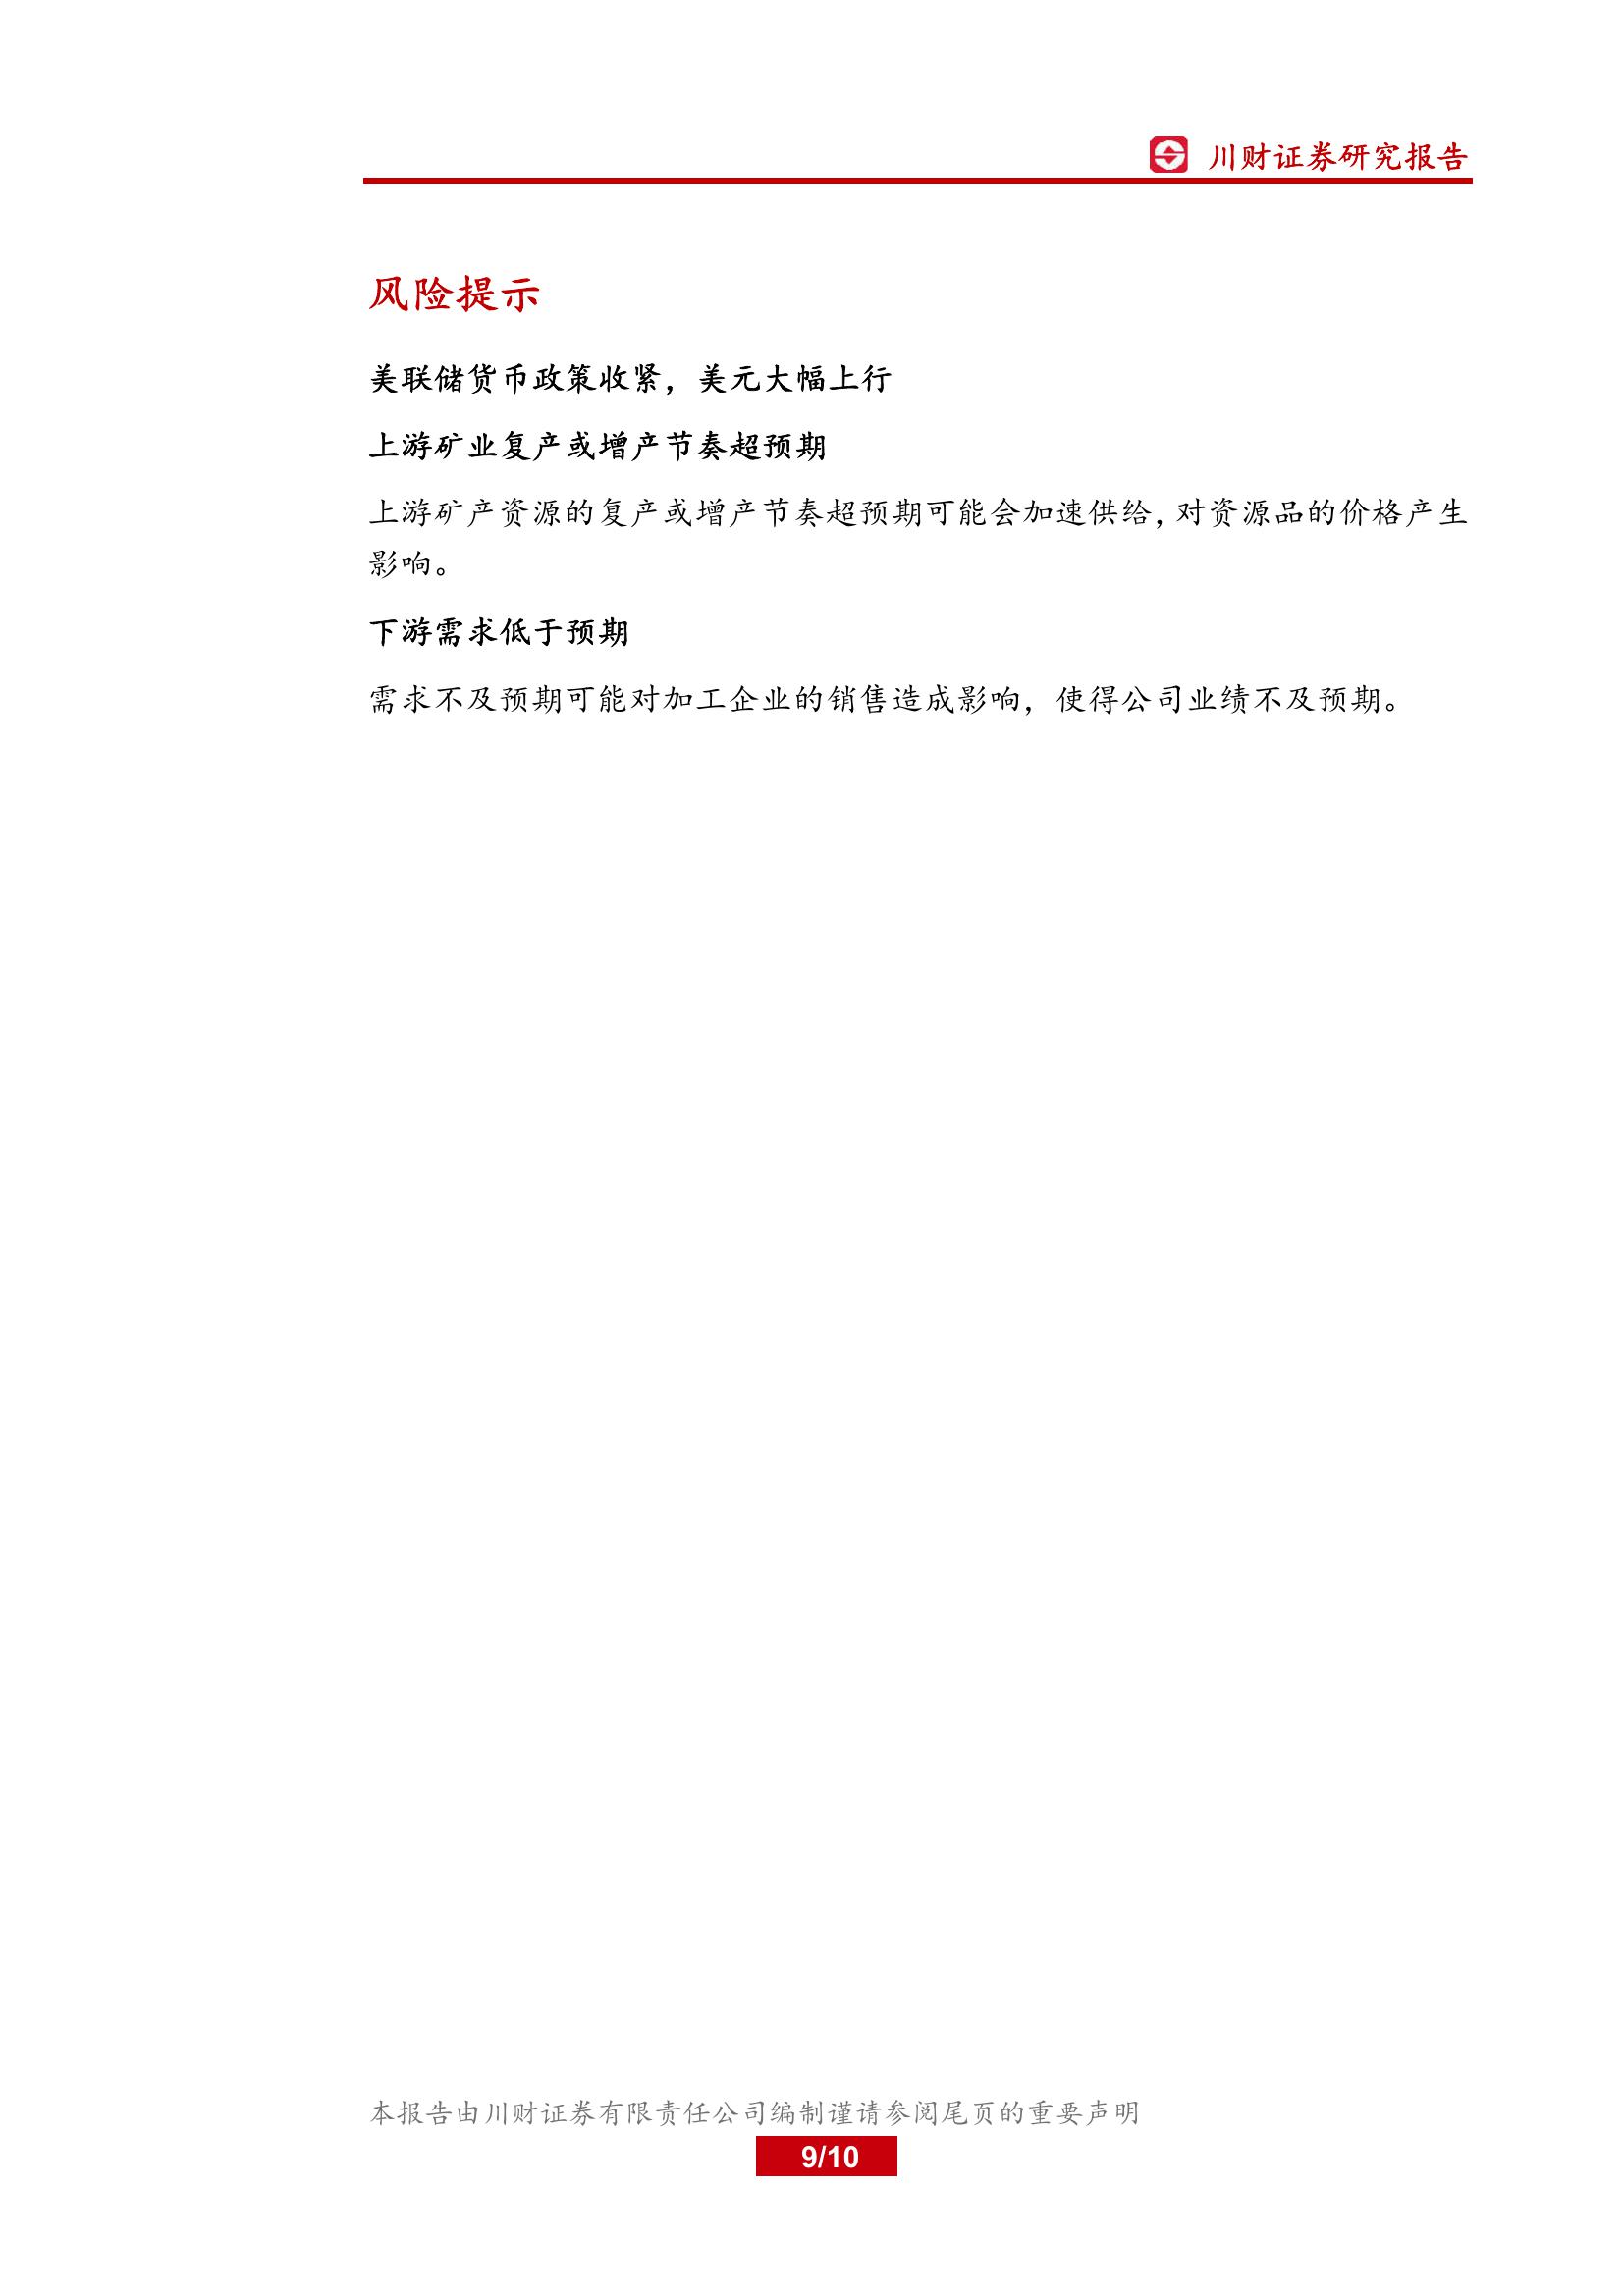 川财证券研究报告
风险提示
美联储货币政策收紧，美元大幅上行
上游矿业复产或增产节奏超预期
上游矿产资源的复产或增产节奏超预期可能会加速供给，对资源品的价格产生
影响。
下游需求低于预期
需求不及预期可能对加工企业的销售造成影响，使得公司业绩不及预期。
本报告由川财证券有限责任公司编制谨请参阅尾页的重要声明
9/10